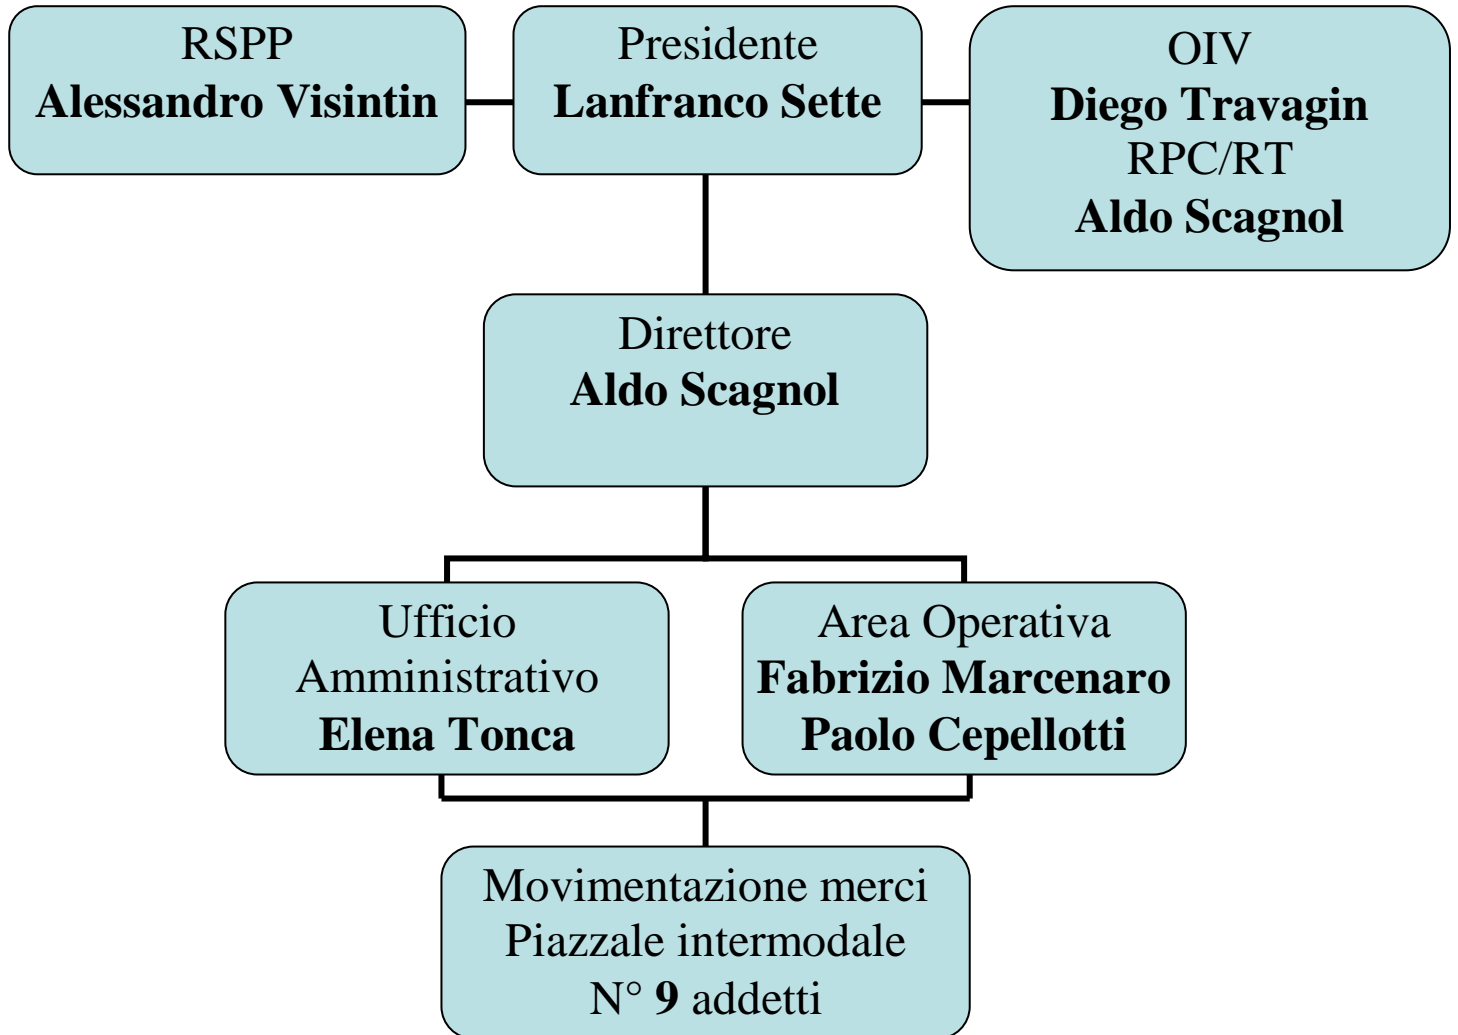 RSPP
Alessandro Visintin
Presidente
Lanfranco Sette
OIV
Diego Travagin
RPC/RT
Aldo Scagnol
Direttore
Aldo Scagnol
Ufficio
Amministrativo
Elena Tonca
Area Operativa
Fabrizio Marcenaro
Paolo Cepellotti
Movimentazione merci
Piazzale intermodale
N° 9 addetti